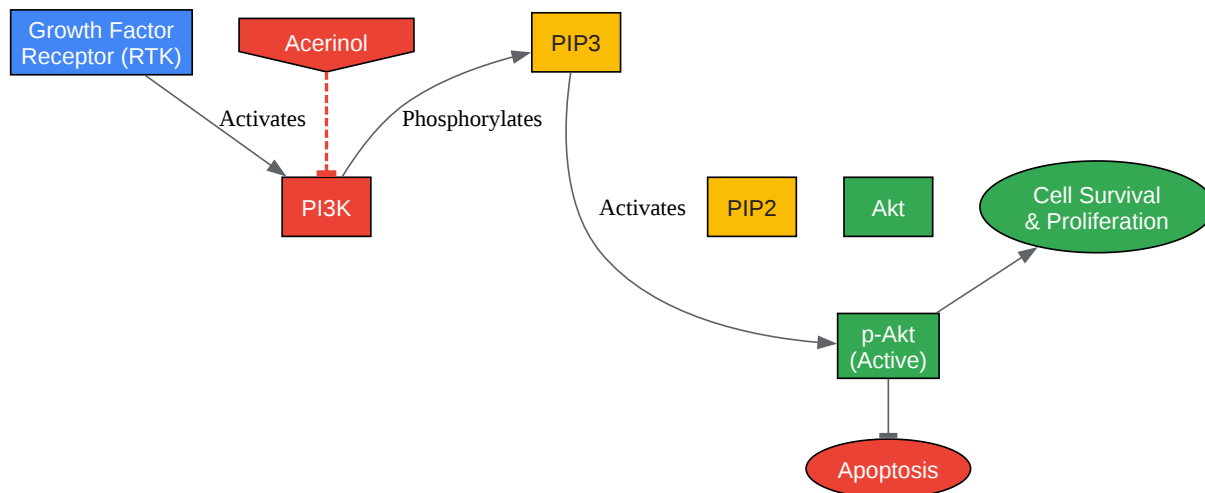 Growth Factor
Receptor (RTK)
Acerinol
PIP3
Activates
Phosphorylates
PI3K
Activates
PIP2
Akt
Cell Survival
& Proliferation
p-Akt
(Active)
Apoptosis